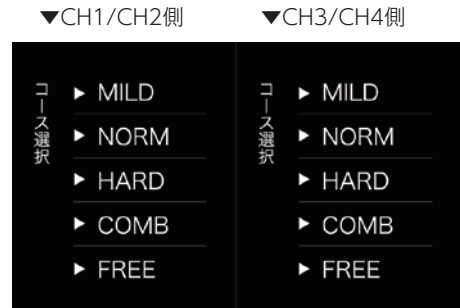 ▼CH1/CH2側
▼CH3/CH4側
コース選択
▶ MILD
▶ NORM
▶ HARD
▶ COMB
▶ FREE
コース選択
▶ MILD
▶ NORM
▶ HARD
▶ COMB
▶ FREE